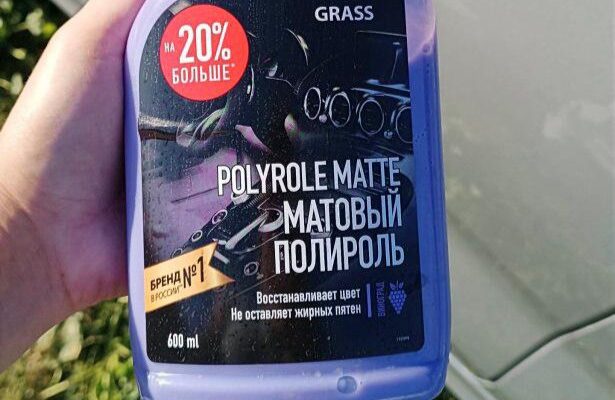 GRASS
НА 20%
БОЛЬШЕ*
POLYROLE MATTE
МАТОВЫЙ
ПОЛИРОЛЬ
БРЕНД №1
В РОССИИ**
Восстанавливает цвет
Не оставляет жирных пятен
ВИНОГРАД
600 ml